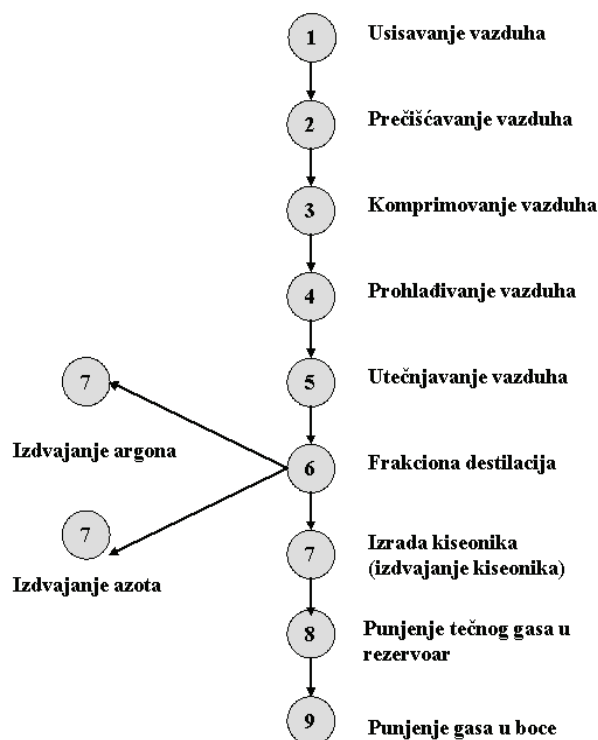 1 Usisavanje vazduha
2 Prečišćavanje vazduha
3 Komprimovanje vazduha
4 Prohlađivanje vazduha
5 Utečnjavanje vazduha
7
Izdvajanje argona
6 Frakciona destilacija
7
Izdvajanje azota
7 Izrada kiseonika
(izdvajanje kiseonika)
8 Punjenje tečnog gasa u
rezervoar
9 Punjenje gasa u boce